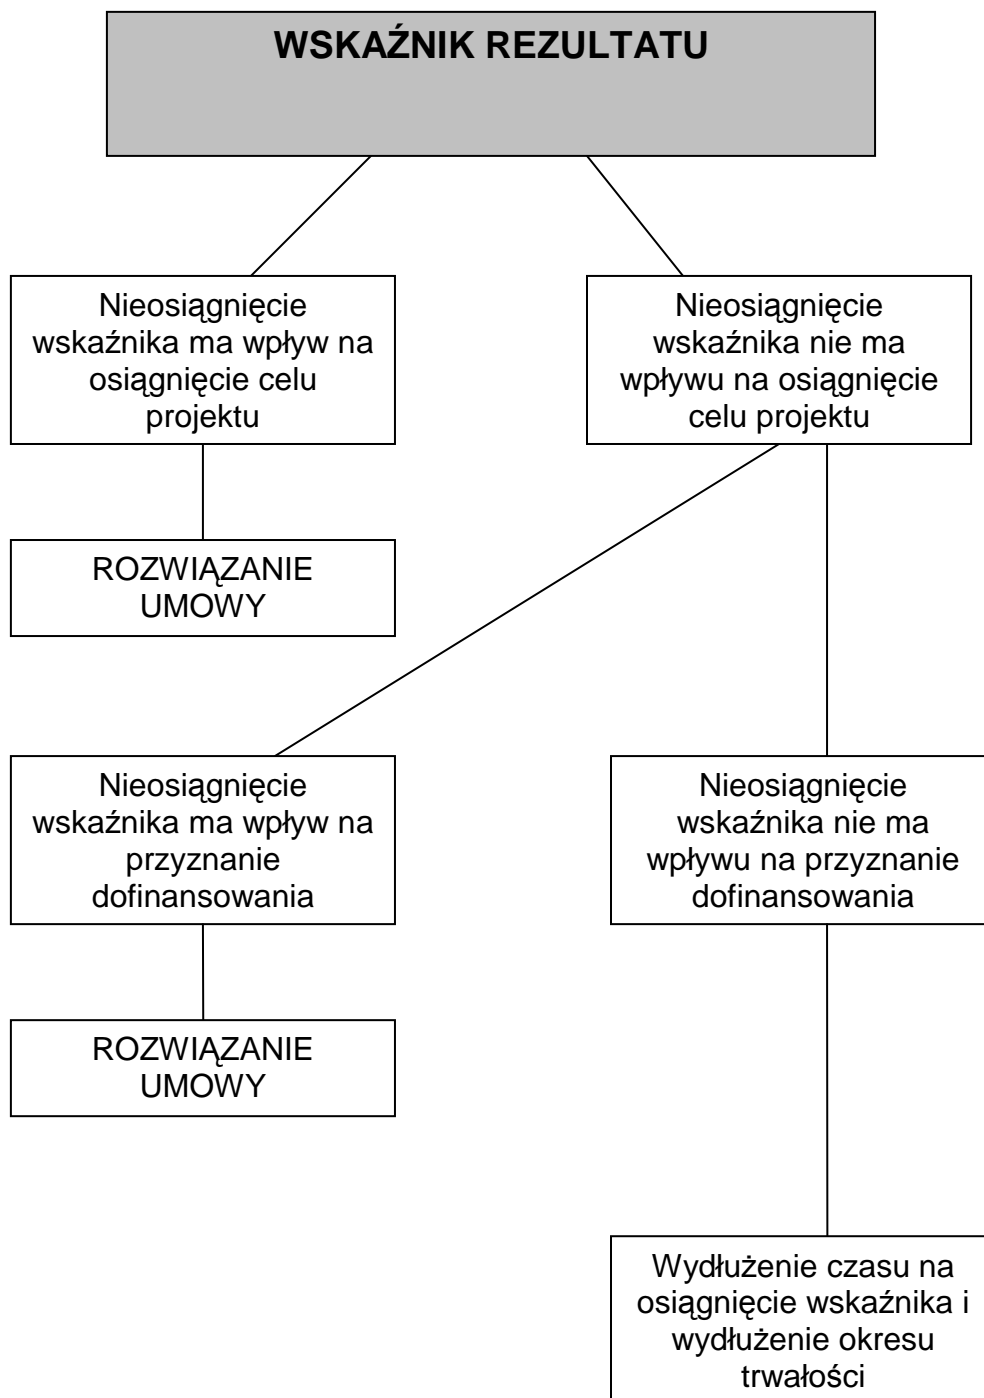 WSKAŹNIK REZULTATU
Nieosiągnięcie
wskaźnika ma wpływ na
osiągnięcie celu
projektu
Nieosiągnięcie
wskaźnika nie ma
wpływu na osiągnięcie
celu projektu
ROZWIĄZANIE
UMOWY
Nieosiągnięcie
wskaźnika ma wpływ na
przyznanie
dofinansowania
Nieosiągnięcie
wskaźnika nie ma
wpływu na przyznanie
dofinansowania
ROZWIĄZANIE
UMOWY
Wydłużenie czasu na
osiągnięcie wskaźnika i
wydłużenie okresu
trwałości